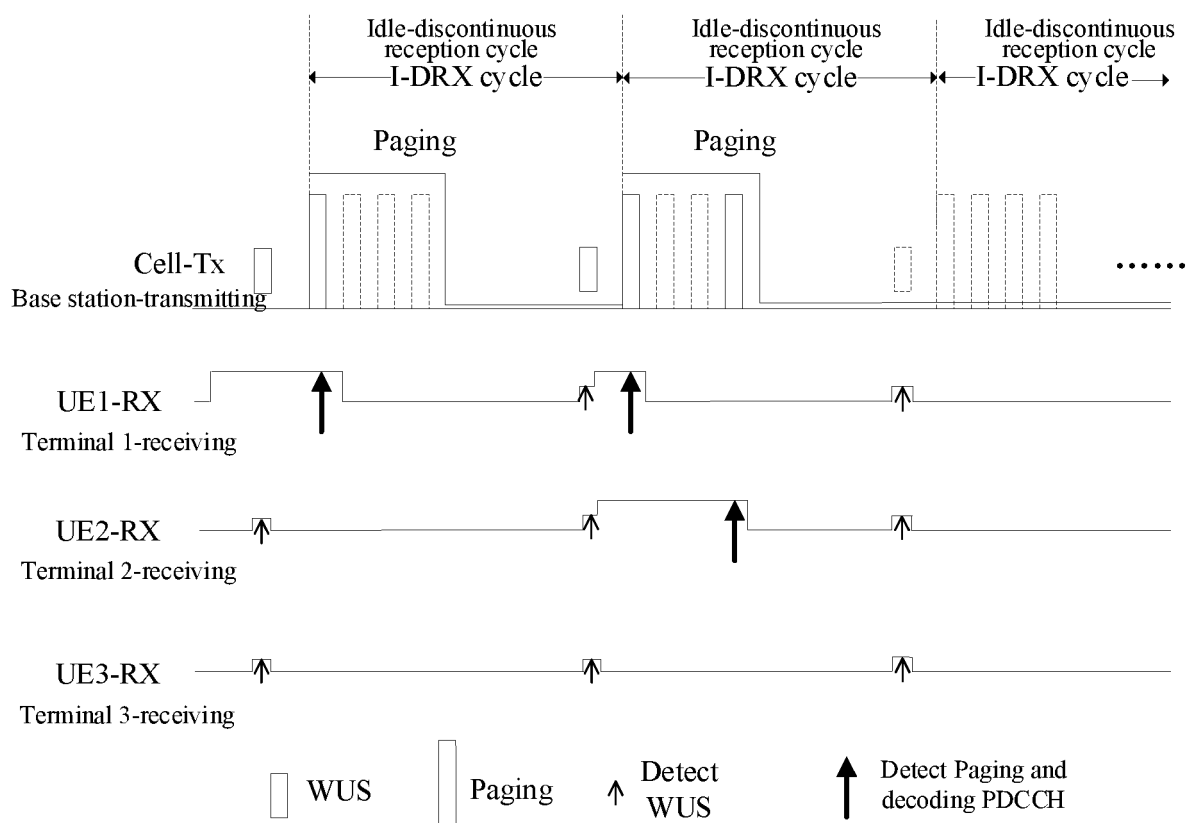 Idle-discontinuous
reception cycle
I-DRX cycle
Idle-discontinuous
reception cycle
I-DRX cycle
Idle-discontinuous
reception cycle
I-DRX cycle
Paging
Paging
Cell-Tx
Base station-transmitting
......
UE1-RX
Terminal 1-receiving
UE2-RX
Terminal 2-receiving
UE3-RX
Terminal 3-receiving
WUS
Paging
Detect
WUS
Detect Paging and
decoding PDCCH